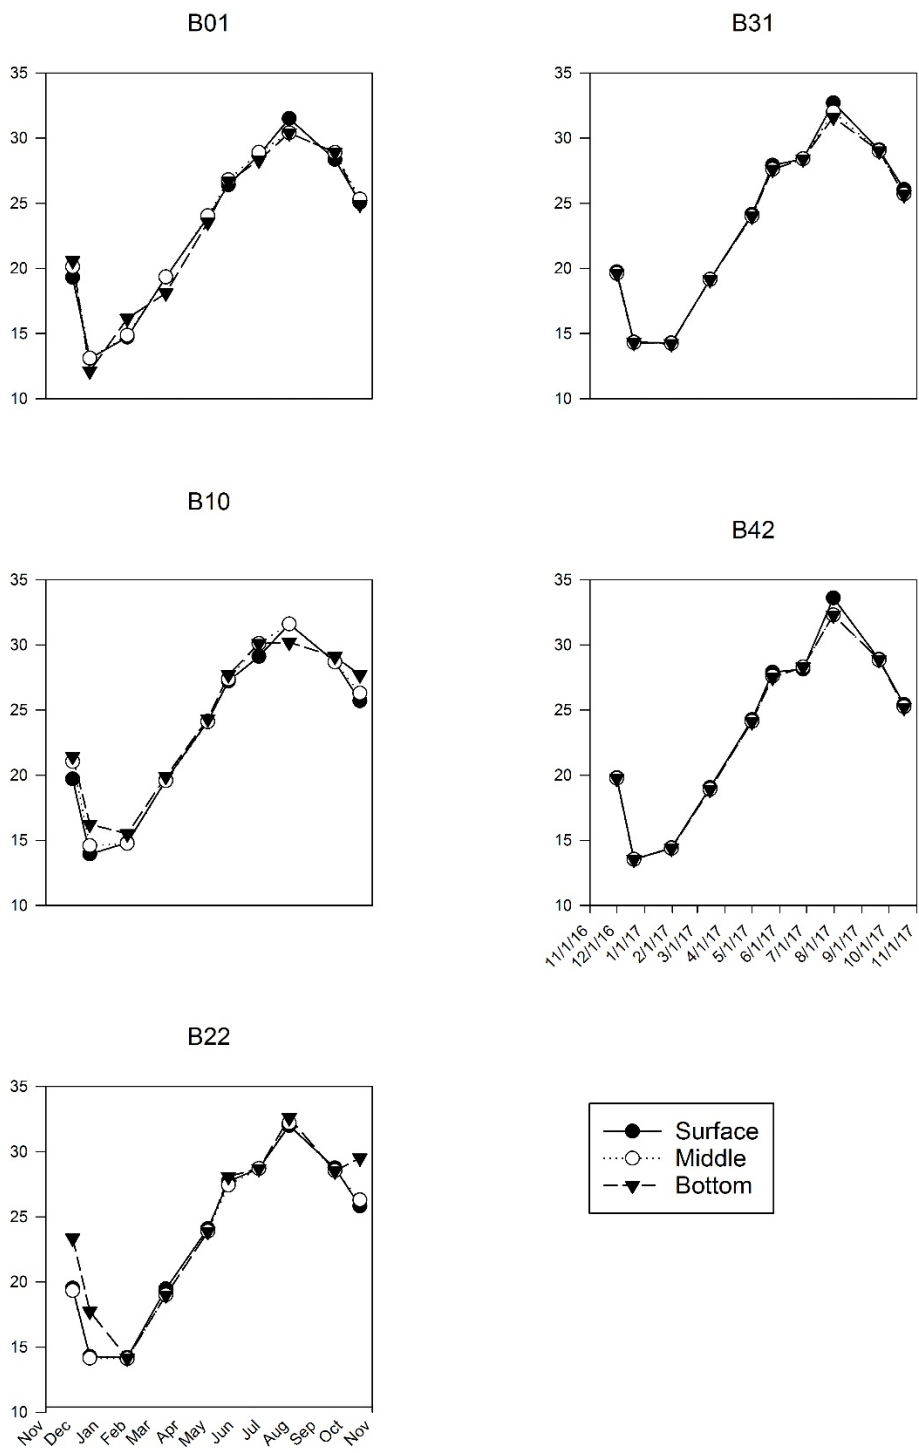 B01
35
30
25
20
15
10
B31
35
30
25
20
15
10
B10
35
30
25
20
15
10
B42
35
30
25
20
15
10
11/1/16
12/1/16
1/1/17
2/1/17
3/1/17
4/1/17
5/1/17
6/1/17
7/1/17
8/1/17
9/1/17
10/1/17
11/1/17
B22
35
30
25
20
15
10
Nov
Dec
Jan
Feb
Mar
Apr
May
Jun
Jul
Aug
Sep
Oct
Nov
Surface
Middle
Bottom